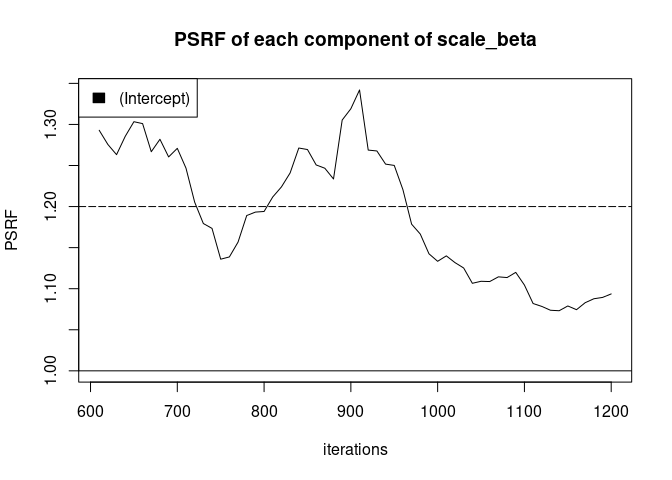 PSRF of each component of scale_beta
(Intercept)
PSRF
1.30
1.20
1.10
1.00
600 700 800 900 1000 1100 1200
iterations